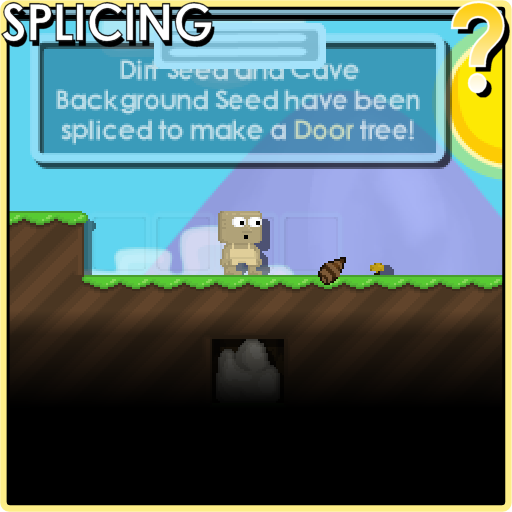 SPLICING
?
Dirt Seed and Cave
Background Seed have been
spliced to make a Door tree!